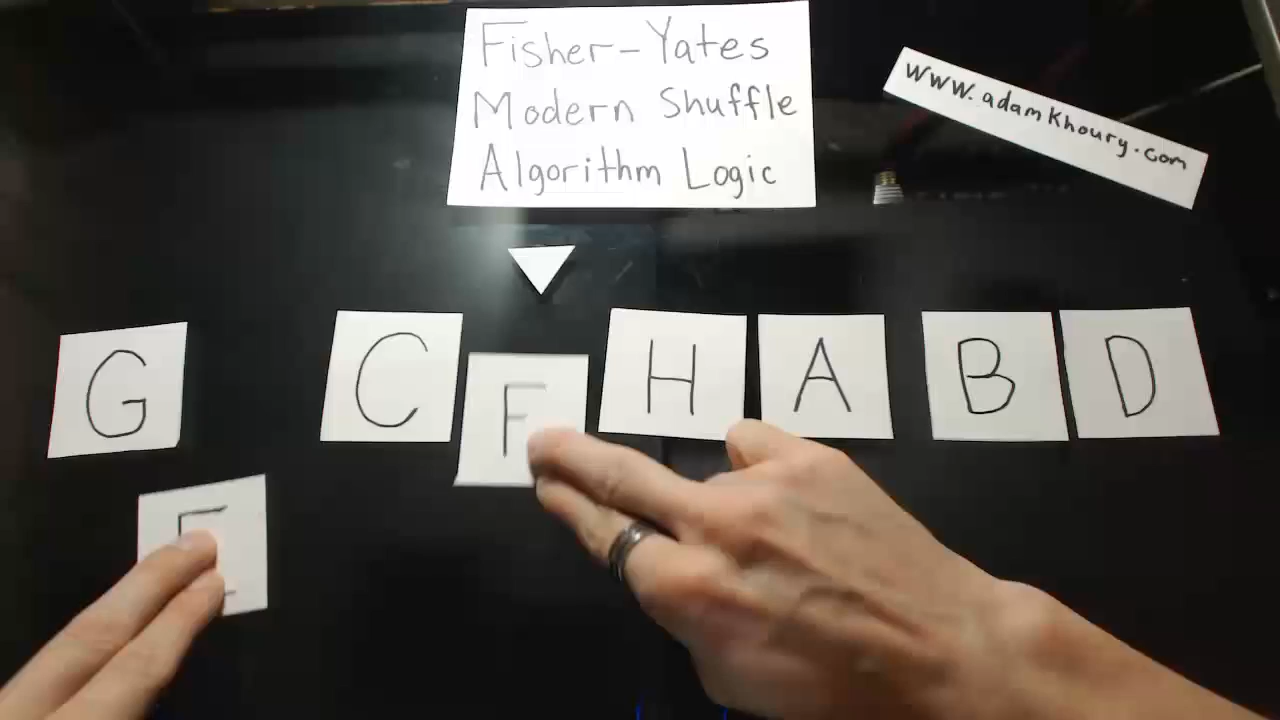 Fisher-Yates
Modern Shuffle
Algorithm Logic
www.adamKhoury.com
G
C
F
H
A
B
D
E